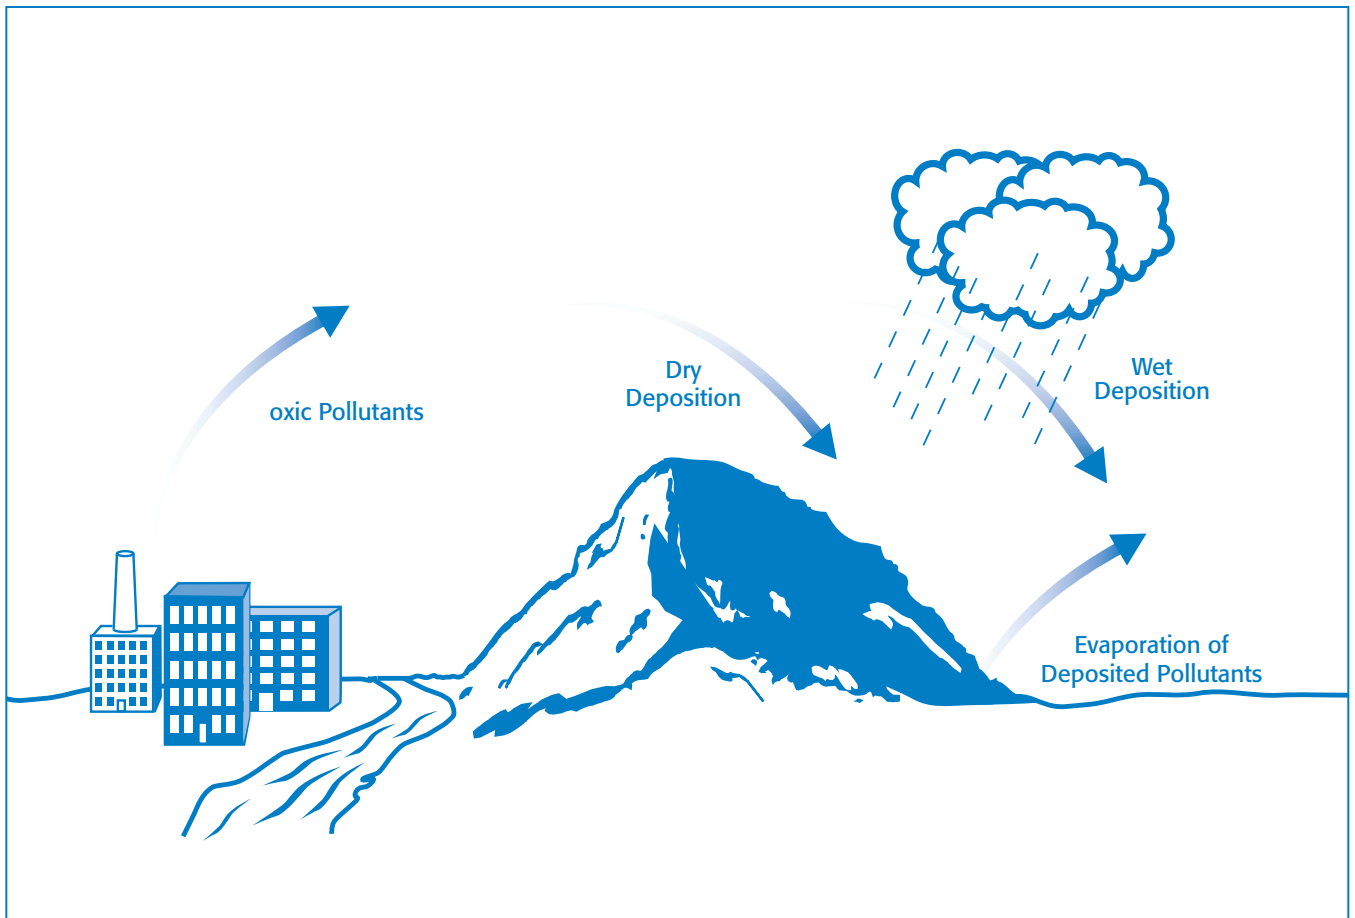 oxic Pollutants
Dry
Deposition
Wet
Deposition
Evaporation of
Deposited Pollutants